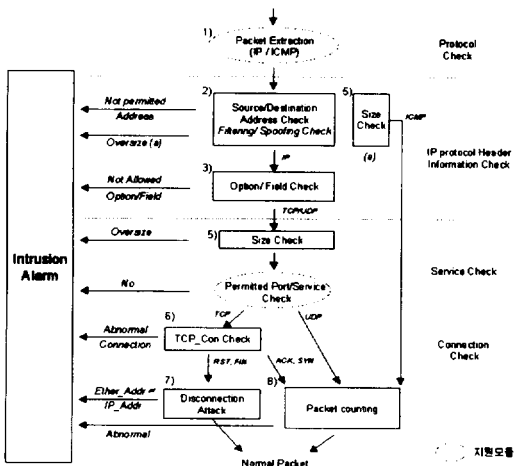 1)
Packet Extraction
(IP / ICMP)
Protocol
Check
Not permitted
Address
Oversize (a)
2)
Source/Destination
Address Check
Filtering/ Spoofing Check
5)
Size
Check
(a)
ICMP
IP protocol Header
Information Check
IP
Not Allowed
Option/Field
3)
Option/ Field Check
TCP/UDP
Oversize
5)
Size Check
Intrusion
Alarm
Service Check
No
Permitted Port/Service
Check
TCP
UDP
6)
Abnormal
Connection
TCP_Con Check
Connection
Check
RST, FIN
ACK, SYN
7)
8)
Ether_Addr ≠
IP_Addr
Disconnection
Attack
Packet counting
Abnormal
Normal Packet
지원모듈